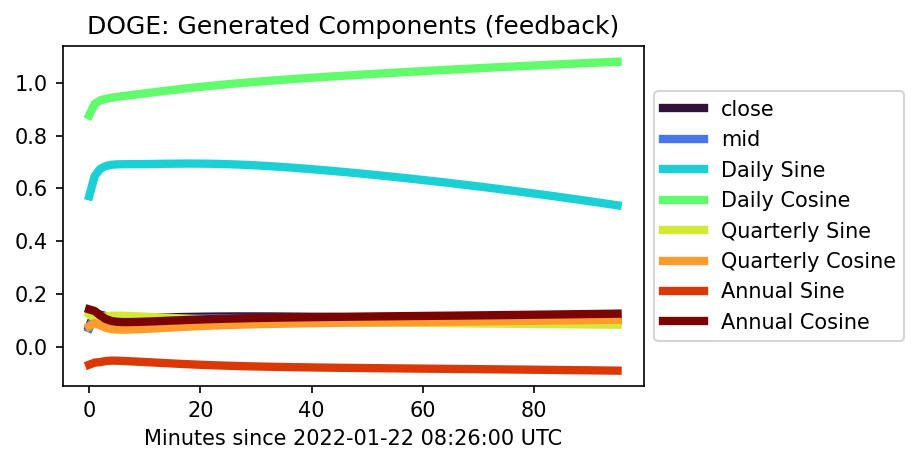 DOGE: Generated Components (feedback)
1.0
0.8
0.6
0.4
0.2
0.0
0 20 40 60 80
Minutes since 2022-01-22 08:26:00 UTC
close
mid
Daily Sine
Daily Cosine
Quarterly Sine
Quarterly Cosine
Annual Sine
Annual Cosine